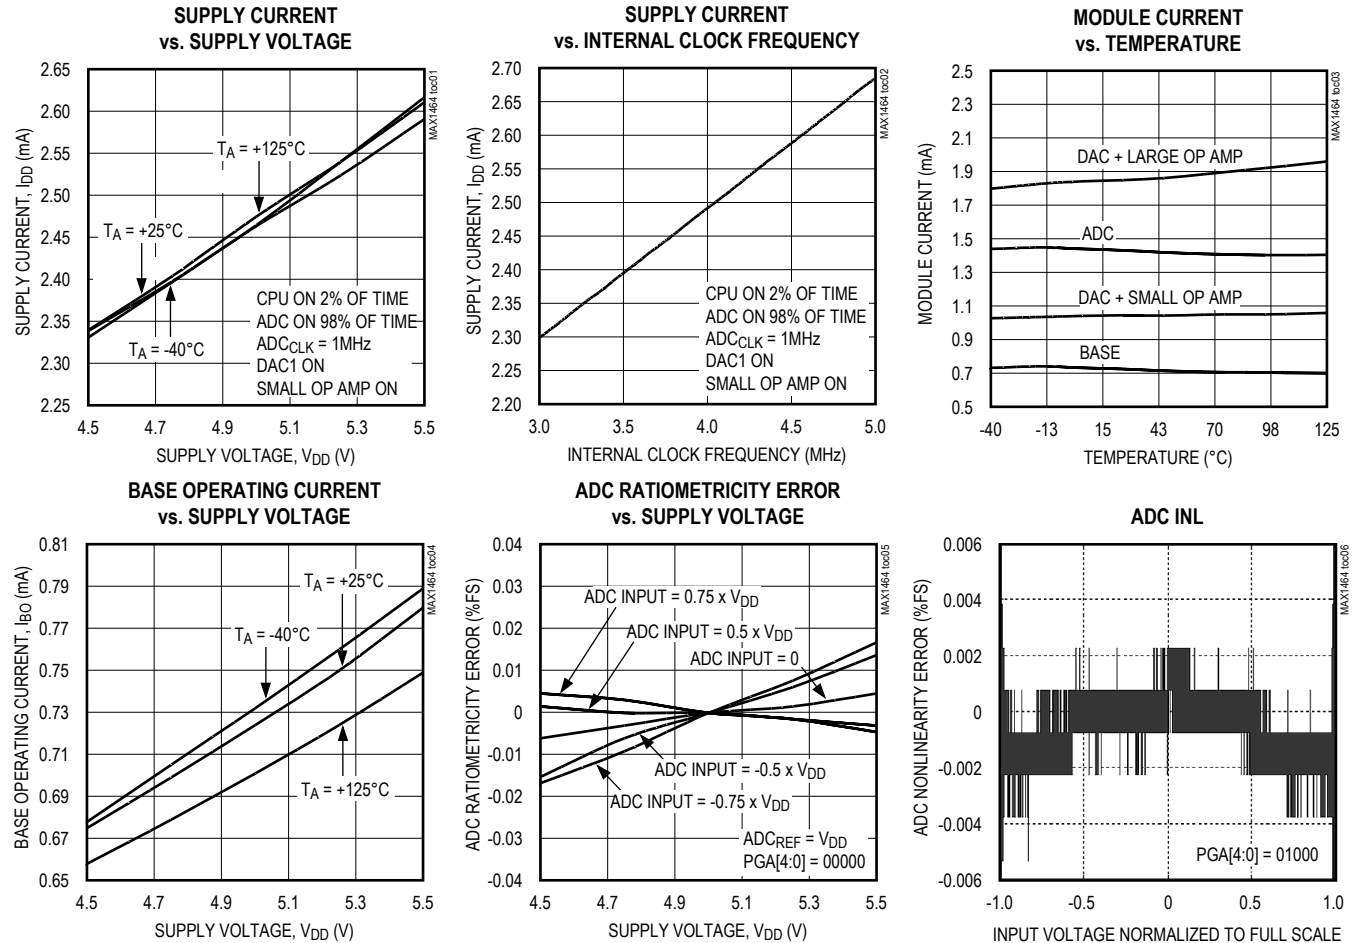 SUPPLY CURRENT
vs. SUPPLY VOLTAGE
SUPPLY CURRENT, IDD (mA)
2.65
2.60
2.55
2.50
2.45
2.40
2.35
2.30
2.25
TA = +125°C
TA = +25°C
TA = -40°C
CPU ON 2% OF TIME
ADC ON 98% OF TIME
ADCCLK = 1MHz
DAC1 ON
SMALL OP AMP ON
MAX1464 toc01
4.5 4.7 4.9 5.1 5.3 5.5
SUPPLY VOLTAGE, VDD (V)
SUPPLY CURRENT
vs. INTERNAL CLOCK FREQUENCY
SUPPLY CURRENT, IDD (mA)
2.70
2.65
2.60
2.55
2.50
2.45
2.40
2.35
2.30
2.25
2.20
CPU ON 2% OF TIME
ADC ON 98% OF TIME
ADCCLK = 1MHz
DAC1 ON
SMALL OP AMP ON
MAX1464 toc02
3.0 3.5 4.0 4.5 5.0
INTERNAL CLOCK FREQUENCY (MHz)
MODULE CURRENT
vs. TEMPERATURE
MODULE CURRENT (mA)
2.5
2.3
2.1
1.9
1.7
1.5
1.3
1.1
0.9
0.7
0.5
DAC + LARGE OP AMP
ADC
DAC + SMALL OP AMP
BASE
MAX1464 toc03
-40 -13 15 43 70 98 125
TEMPERATURE (°C)
BASE OPERATING CURRENT
vs. SUPPLY VOLTAGE
BASE OPERATING CURRENT, IBO (mA)
0.81
0.79
0.77
0.75
0.73
0.71
0.69
0.67
0.65
TA = +25°C
TA = -40°C
TA = +125°C
MAX1464 toc04
4.5 4.7 4.9 5.1 5.3 5.5
SUPPLY VOLTAGE, VDD (V)
ADC RATIOMETRICITY ERROR
vs. SUPPLY VOLTAGE
ADC RATIOMETRICITY ERROR (%FS)
0.04
0.03
0.02
0.01
0
-0.01
-0.02
-0.03
-0.04
ADC INPUT = 0.75 x VDD
ADC INPUT = 0.5 x VDD
ADC INPUT = 0
ADC INPUT = -0.5 x VDD
ADC INPUT = -0.75 x VDD
ADCREF = VDD
PGA[4:0] = 00000
MAX1464 toc05
4.5 4.7 4.9 5.1 5.3 5.5
SUPPLY VOLTAGE, VDD (V)
ADC INL
ADC NONLINEARITY ERROR (%FS)
0.006
0.004
0.002
0
-0.002
-0.004
-0.006
PGA[4:0] = 01000
MAX1464 toc06
-1.0 -0.5 0 0.5 1.0
INPUT VOLTAGE NORMALIZED TO FULL SCALE